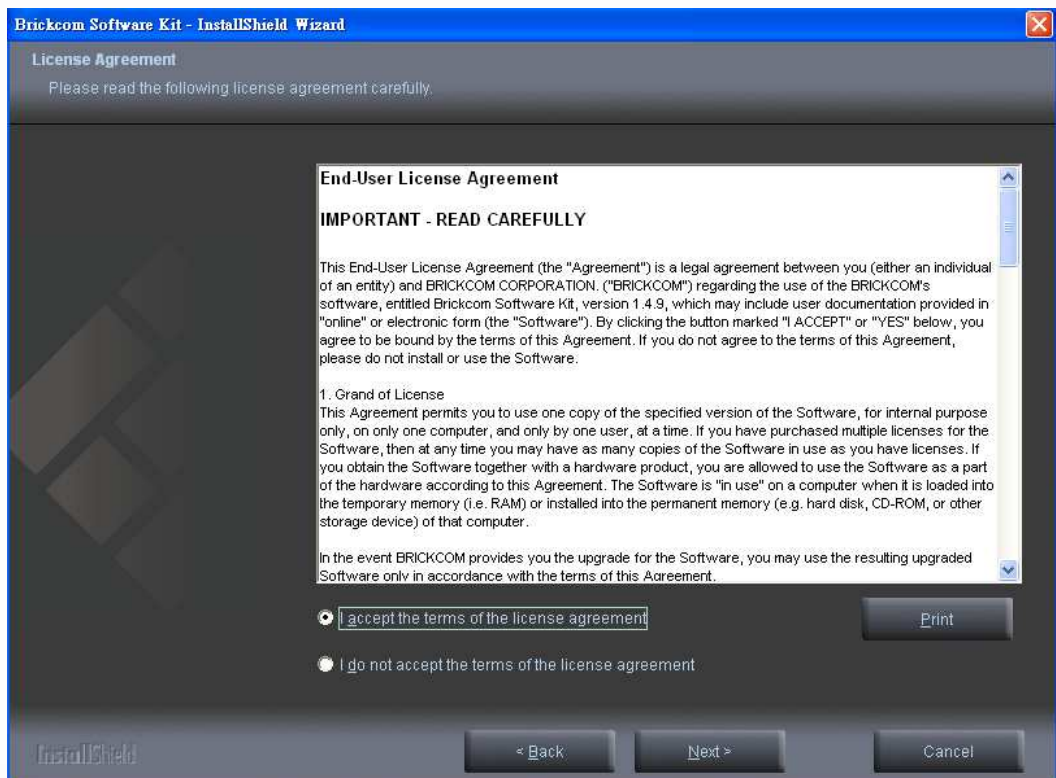 Brickcom Software Kit - InstallShield Wizard
License Agreement
Please read the following license agreement carefully.
End-User License Agreement
IMPORTANT - READ CAREFULLY
This End-User License Agreement (the "Agreement") is a legal agreement between you (either an individual
of an entity) and BRICKCOM CORPORATION. ("BRICKCOM") regarding the use of the BRICKCOM's
software, entitled Brickcom Software Kit, version 1.4.9, which may include user documentation provided in
"online" or electronic form (the "Software"). By clicking the button marked "I ACCEPT" or "YES" below, you
agree to be bound by the terms of this Agreement. If you do not agree to the terms of this Agreement,
please do not install or use the Software.
1. Grand of License
This Agreement permits you to use one copy of the specified version of the Software, for internal purpose
only, on only one computer, and only by one user, at a time. If you have purchased multiple licenses for the
Software, then at any time you may have as many copies of the Software in use as you have licenses. If
you obtain the Software together with a hardware product, you are allowed to use the Software as a part
of the hardware according to this Agreement. The Software is "in use" on a computer when it is loaded into
the temporary memory (i.e. RAM) or installed into the permanent memory (e.g. hard disk, CD-ROM, or other
storage device) of that computer.
In the event BRICKCOM provides you the upgrade for the Software, you may use the resulting upgraded
Software only in accordance with the terms of this Agreement.
I accept the terms of the license agreement
Print
I do not accept the terms of the license agreement
InstallShield
< Back
Next >
Cancel